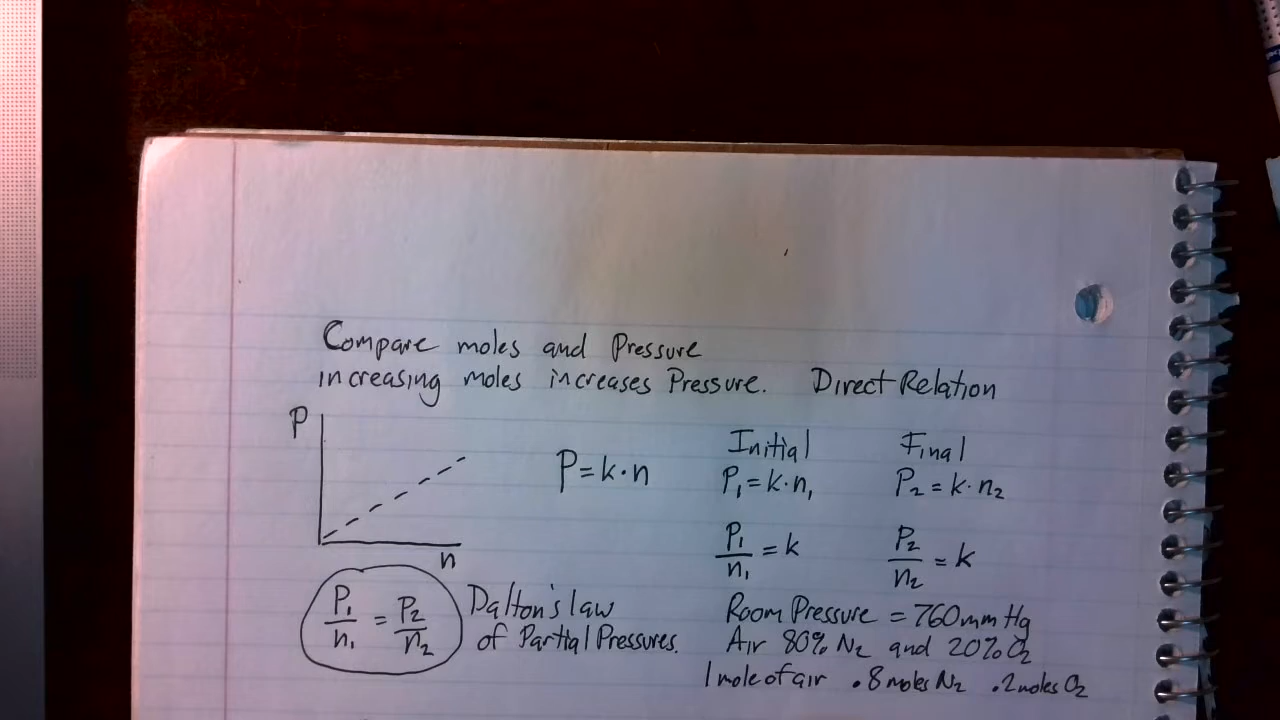 Compare moles and Pressure
increasing moles increases Pressure. Direct Relation
P
n
P=k·n
Initial Final
P₁=k·n₁ P₂=k·n₂
P₁/n₁=k P₂/n₂=k
P₁/n₁=P₂/n₂ Dalton's law
of Partial Pressures.
Room Pressure = 760mm Hg
Air 80% N₂ and 20% O₂
1 mole of air .8 moles N₂ .2 moles O₂